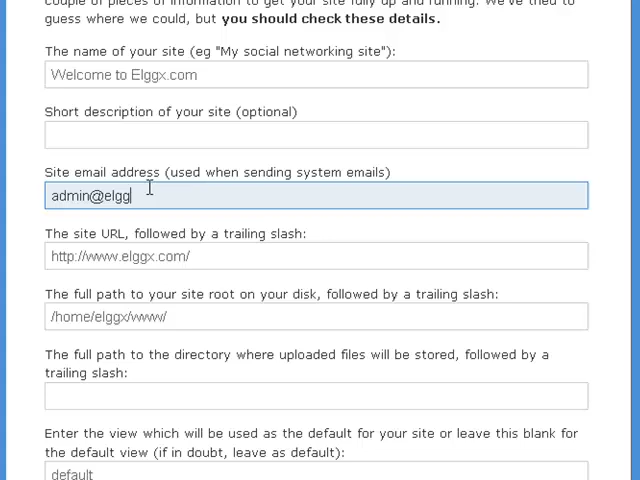 couple of pieces of information to get your site fully up and running. We've tried to
guess where we could, but you should check these details.
The name of your site (eg "My social networking site"):
Welcome to Elggx.com
Short description of your site (optional)
Site email address (used when sending system emails)
admin@elgg
The site URL, followed by a trailing slash:
http://www.elggx.com/
The full path to your site root on your disk, followed by a trailing slash:
/home/elggx/www/
The full path to the directory where uploaded files will be stored, followed by a
trailing slash:
Enter the view which will be used as the default for your site or leave this blank for
the default view (if in doubt, leave as default):
default